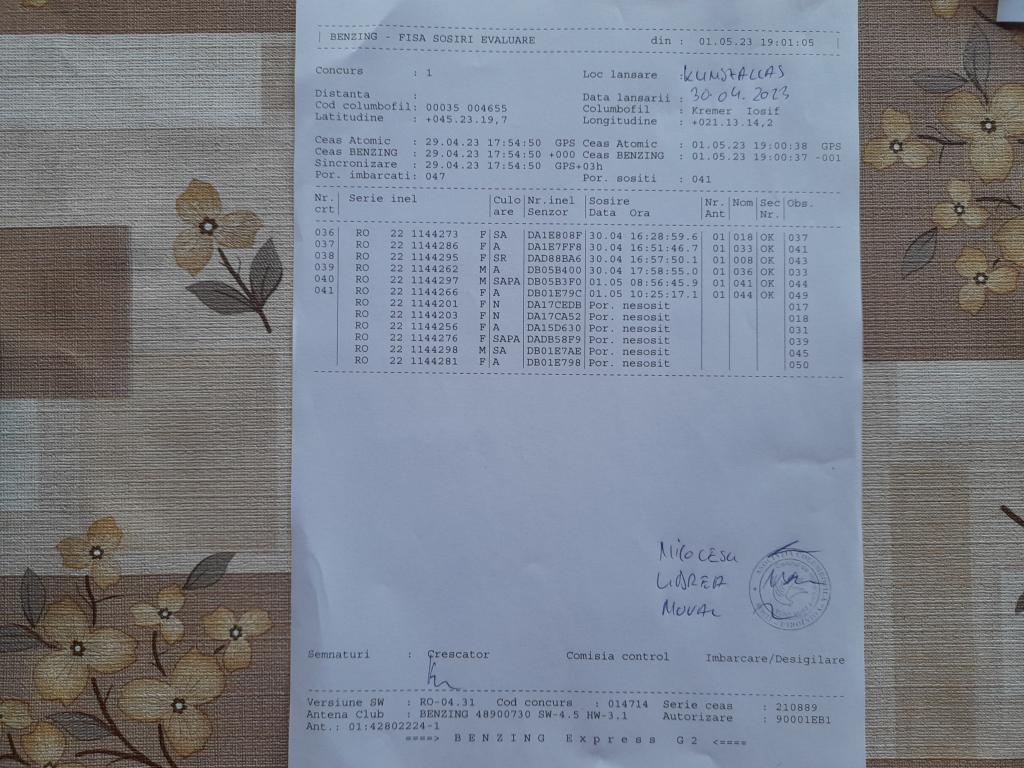 BENZING - FISA SOSIRI EVALUARE din : 01.05.23 19:01:05
Concurs : 1 Loc lansare :
Distanta : Data lansarii : 30.04.2023
Cod columbofil: 00035 004655 Columbofil : Kremer Iosif
Latitudine : +045.23.19,7 Longitudine : +021.13.14,2
Ceas Atomic : 29.04.23 17:54:50 GPS Ceas Atomic : 01.05.23 19:00:38 GPS
Ceas BENZING : 29.04.23 17:54:50 +000 Ceas BENZING : 01.05.23 19:00:37 -001
Sincronizare : 29.04.23 17:54:50 GPS+03h
Por. imbarcati: 047 Por. sositi : 041
Nr. Serie inel Culo Nr.inel Sosire Nr. Nom Sec Obs.
crt are Senzor Data Ora Ant Nr.
036 RO 22 1144273 F SA DA1E808F 30.04 16:28:59.6 01 018 OK 037
037 RO 22 1144286 F A DA1E7FF8 30.04 16:51:46.7 01 033 OK 041
038 RO 22 1144295 F SR DAD88BA6 30.04 16:57:50.1 01 008 OK 043
039 RO 22 1144262 M A DB05B400 30.04 17:58:55.0 01 036 OK 033
040 RO 22 1144297 M SAPA DB05B3F0 01.05 08:56:45.9 01 041 OK 044
041 RO 22 1144266 F A DB01E79C 01.05 10:25:17.1 01 044 OK 049
RO 22 1144201 F N DA17CEDB Por. nesosit 017
RO 22 1144203 F N DA17CA52 Por. nesosit 018
RO 22 1144256 F A DA15D630 Por. nesosit 031
RO 22 1144276 F SAPA DADB58F9 Por. nesosit 039
RO 22 1144298 M SA DB01E7AE Por. nesosit 045
RO 22 1144281 F A DB01E798 Por. nesosit 050
Semnaturi : Crescator Comisia control Imbarcare/Desigilare
Versiune SW : RO-04.31 Cod concurs : 014714 Serie ceas : 210889
Antena Club : BENZING 48900730 SW-4.5 HW-3.1 Autorizare : 90001EB1
Ant.: 01:42802224-1
====> BENZING Express G2 <====